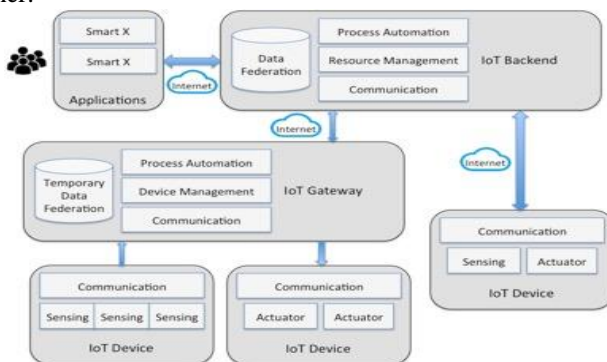 Smart X
Smart X
Applications
Internet
Data
Federation
Process Automation
Resource Management
Communication
IoT Backend
Internet
Internet
Temporary
Data
Federation
Process Automation
Device Management
Communication
IoT Gateway
Communication
Sensing Sensing Sensing
IoT Device
Communication
Actuator Actuator
IoT Device
Communication
Sensing Actuator
IoT Device